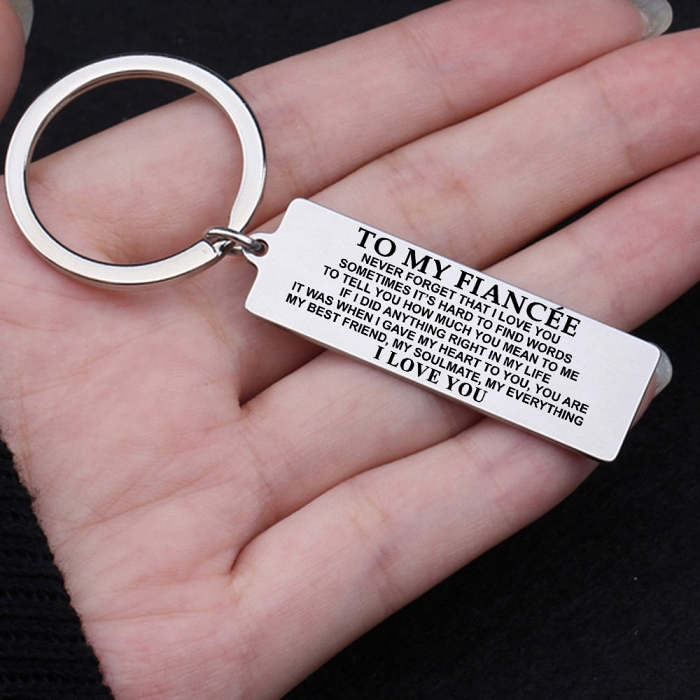 TO MY FIANCÉE
NEVER FORGET THAT I LOVE YOU
SOMETIMES IT'S HARD TO FIND WORDS
TO TELL YOU HOW MUCH YOU MEAN TO ME
IF I DID ANYTHING RIGHT IN MY LIFE
IT WAS WHEN I GAVE MY HEART TO YOU, YOU ARE
MY BEST FRIEND, MY SOULMATE, MY EVERYTHING
I LOVE YOU